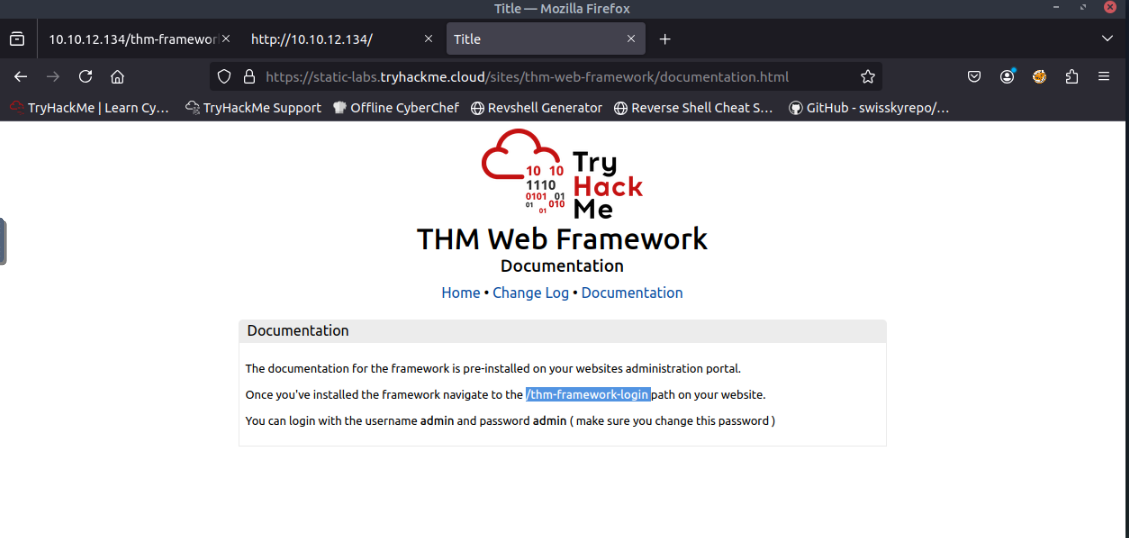 Title — Mozilla Firefox
10.10.12.134/thm-framewor
http://10.10.12.134/
Title
https://static-labs.tryhackme.cloud/sites/thm-web-framework/documentation.html
TryHackMe | Learn Cy…
TryHackMe Support
Offline CyberChef
Revshell Generator
Reverse Shell Cheat S…
GitHub - swisskyrepo/…
10 10
1110
0101 01
01 010
01
Try
Hack
Me
THM Web Framework
Documentation
Home • Change Log • Documentation
Documentation
The documentation for the framework is pre-installed on your websites administration portal.
Once you've installed the framework navigate to the /thm-framework-login path on your website.
You can login with the username admin and password admin ( make sure you change this password )